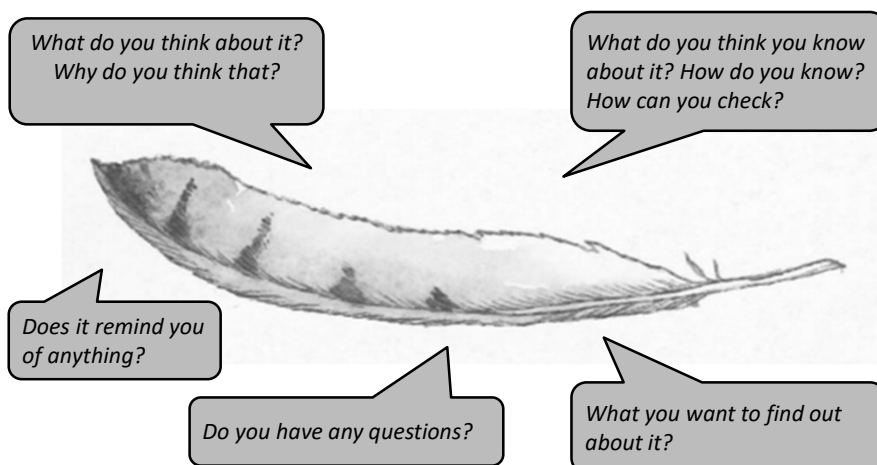 What do you think about it?
Why do you think that?
What do you think you know
about it? How do you know?
How can you check?
Does it remind you
of anything?
Do you have any questions?
What you want to find out
about it?